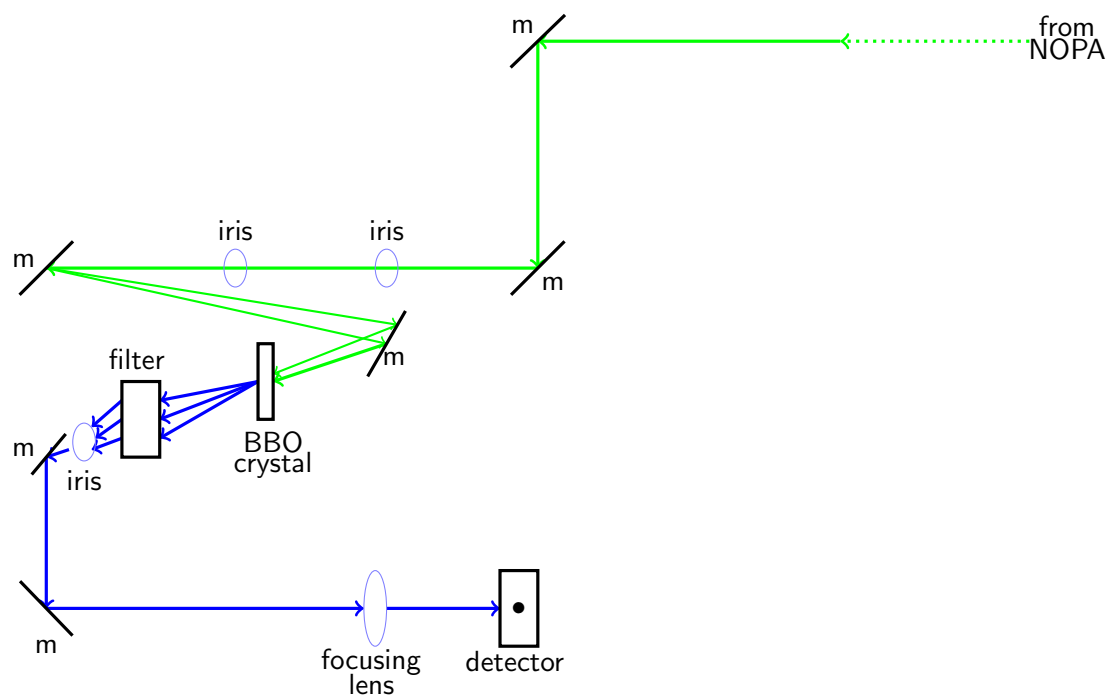 m
from
NOPA
iris
iris
m
m
m
filter
BBO
crystal
m
iris
m
focusing
lens
detector